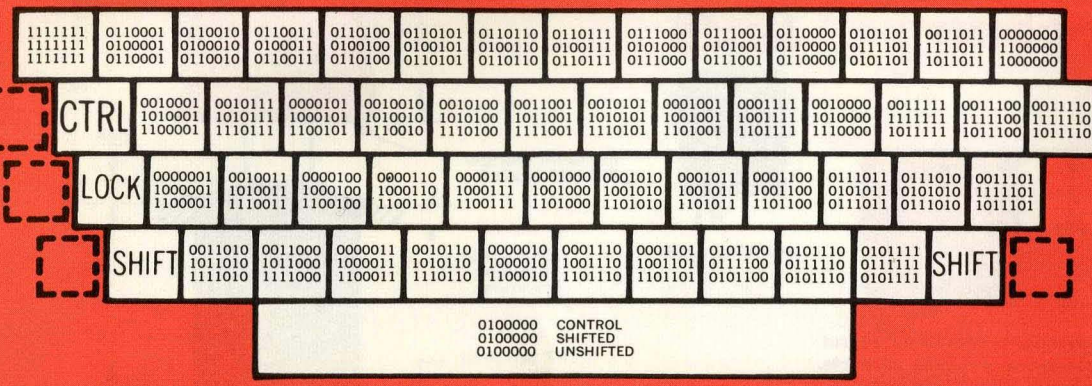 1111111 0110001 0110010 0110011 0110100 0110101 0110110 0110111 0111000 0111001 0110000 0101101 0011011 0000000
1111111 0100001 0100010 0100011 0100100 0100101 0100110 0100111 0101000 0101001 0110000 0111101 1111011 1100000
1111111 0110001 0110010 0110011 0110100 0110101 0110110 0110111 0111000 0111001 0110000 0101101 1011011 1000000
0010001 0010111 0000101 0010010 0010100 0011001 0010101 0001001 0001111 0010000 0011111 0011100 0011110
CTRL 1010001 1010111 1000101 1010010 1010100 1011001 1010101 1001001 1001111 1010000 1111111 1111100 1111110
1100001 1110111 1100101 1110010 1110100 1111001 1110101 1101001 1101111 1110000 1011111 1011100 1011110
0000001 0010011 0000100 0000110 0000111 0001000 0001010 0001011 0001100 0111011 0111010 0011101
LOCK 1000001 1010011 1000100 1000110 1000111 1001000 1001010 1001011 1001100 0101011 0101010 1111101
1100001 1110011 1100100 1100110 1100111 1101000 1101010 1101011 1101100 0111011 0111010 1011101
0011010 0011000 0000011 0010110 0000010 0001110 0001101 0101100 0101110 0101111
SHIFT 1011010 1011000 1000011 1010110 1000010 1001110 1001101 0111100 0111110 0111111 SHIFT
1111010 1111000 1100011 1110110 1100010 1101110 1101101 0101100 0101110 0101111
0100000 CONTROL
0100000 SHIFTED
0100000 UNSHIFTED